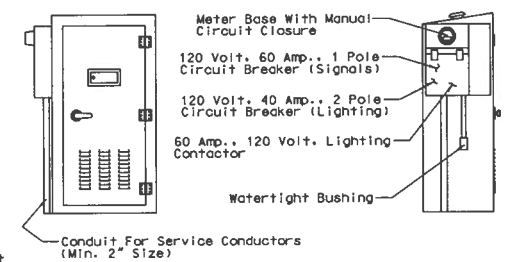 Meter Base With Manual
Circuit Closure
120 Volt. 60 Amp.. 1 Pole
Circuit Breaker (Signals)
120 Volt. 40 Amp.. 2 Pole
Circuit Breaker (Lighting)
60 Amp.. 120 Volt. Lighting
Contactor
Watertight Bushing
Conduit For Service Conductors
(Min. 2" Size)
t